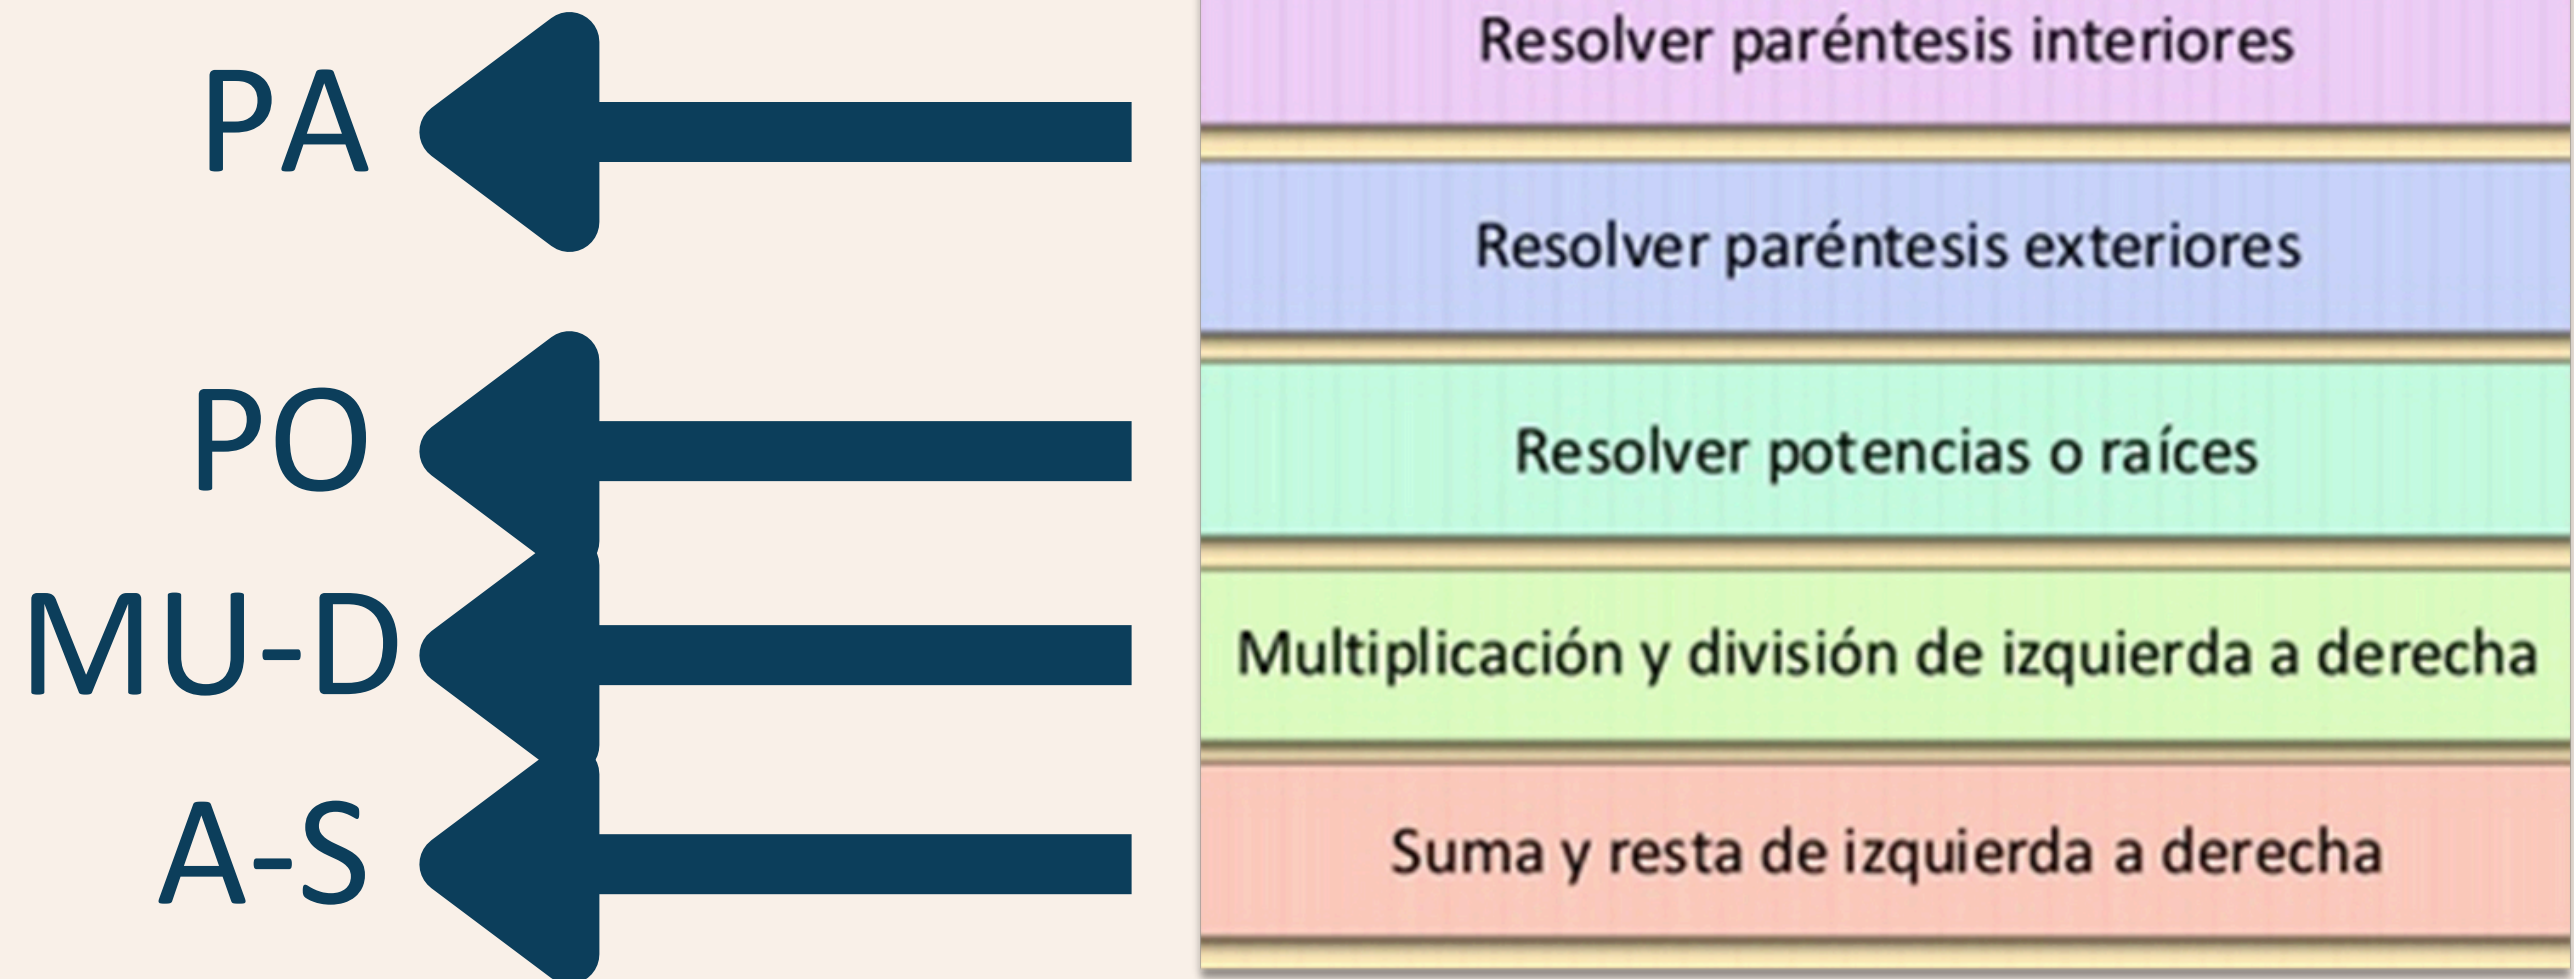 PA
Resolver paréntesis interiores
Resolver paréntesis exteriores
PO
Resolver potencias o raíces
MU-D
Multiplicación y división de izquierda a derecha
A-S
Suma y resta de izquierda a derecha